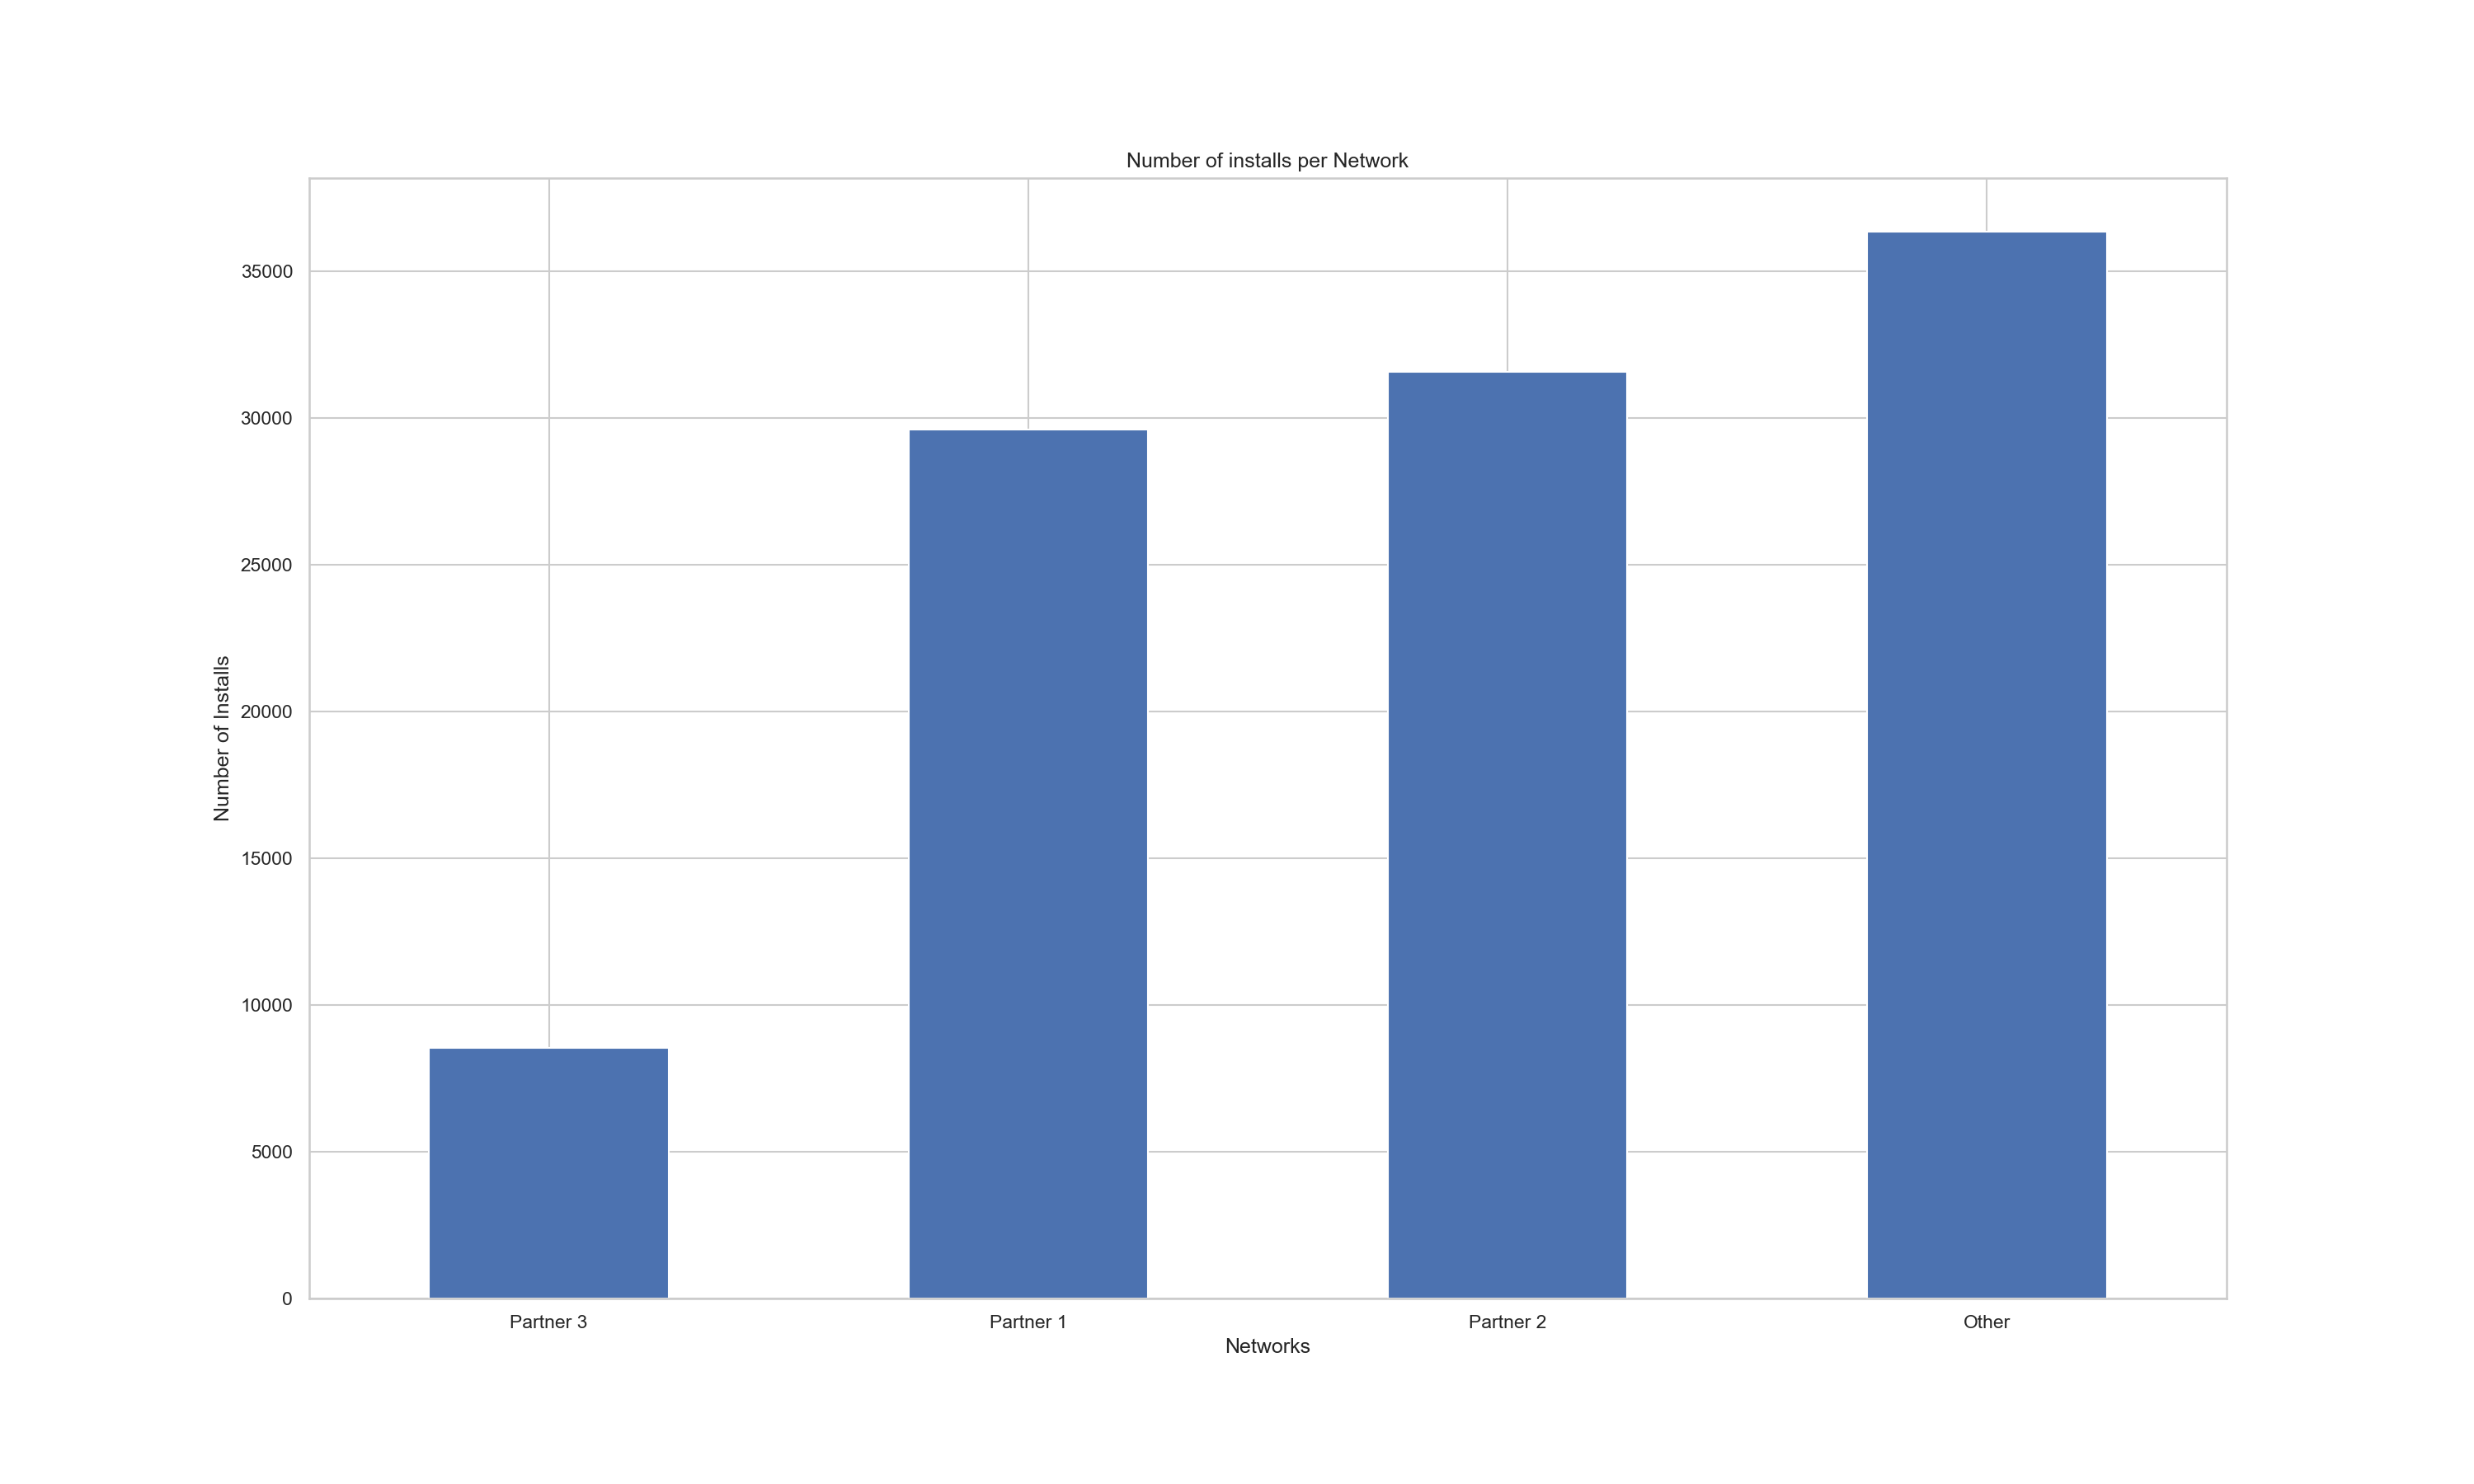 Number of installs per Network
Number of Installs
35000
30000
25000
20000
15000
10000
5000
0
Partner 3
Partner 1
Partner 2
Other
Networks